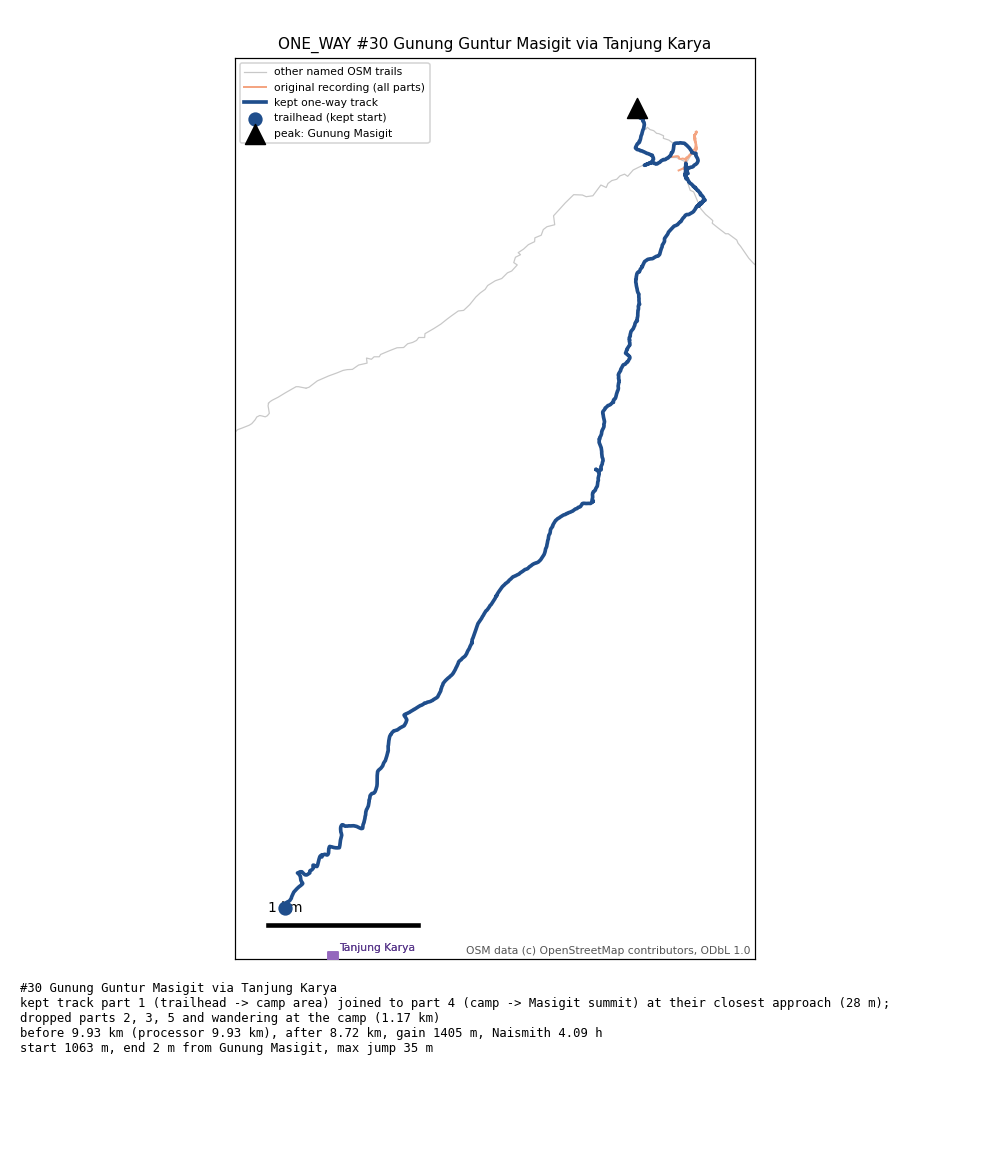 ONE_WAY #30 Gunung Guntur Masigit via Tanjung Karya
other named OSM trails
original recording (all parts)
kept one-way track
trailhead (kept start)
peak: Gunung Masigit
1 km
Tanjung Karya
OSM data (c) OpenStreetMap contributors, ODbL 1.0
#30 Gunung Guntur Masigit via Tanjung Karya
kept track part 1 (trailhead -> camp area) joined to part 4 (camp -> Masigit summit) at their closest approach (28 m);
dropped parts 2, 3, 5 and wandering at the camp (1.17 km)
before 9.93 km (processor 9.93 km), after 8.72 km, gain 1405 m, Naismith 4.09 h
start 1063 m, end 2 m from Gunung Masigit, max jump 35 m